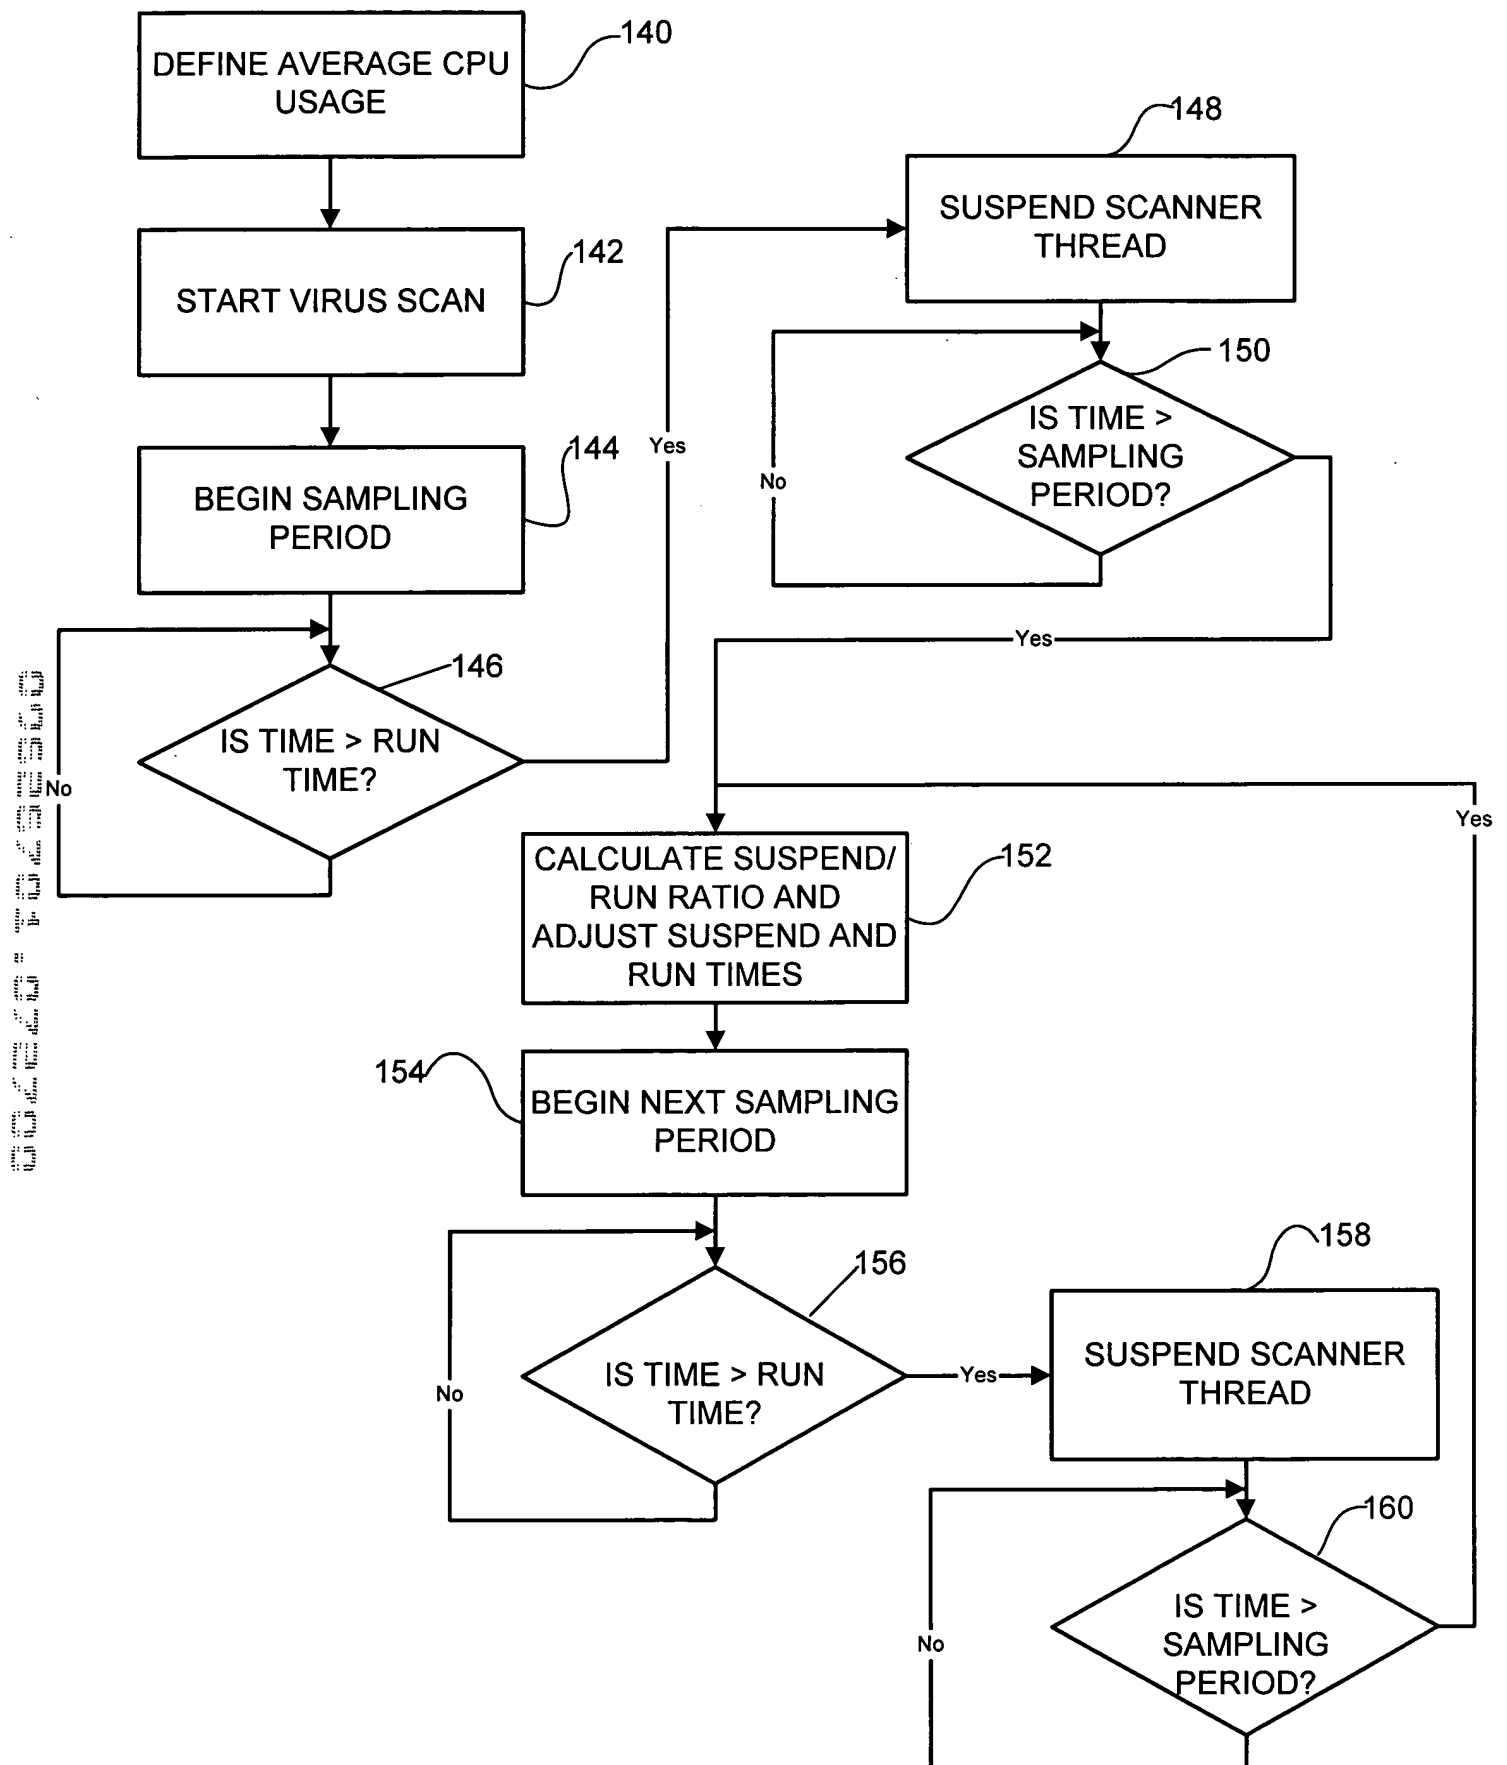 DEFINE AVERAGE CPU
USAGE
140
START VIRUS SCAN
142
BEGIN SAMPLING
PERIOD
144
IS TIME > RUN
TIME?
146
No
Yes
SUSPEND SCANNER
THREAD
148
IS TIME >
SAMPLING
PERIOD?
150
No
Yes
CALCULATE SUSPEND/
RUN RATIO AND
ADJUST SUSPEND AND
RUN TIMES
152
BEGIN NEXT SAMPLING
PERIOD
154
IS TIME > RUN
TIME?
156
No
Yes
SUSPEND SCANNER
THREAD
158
IS TIME >
SAMPLING
PERIOD?
160
No
Yes